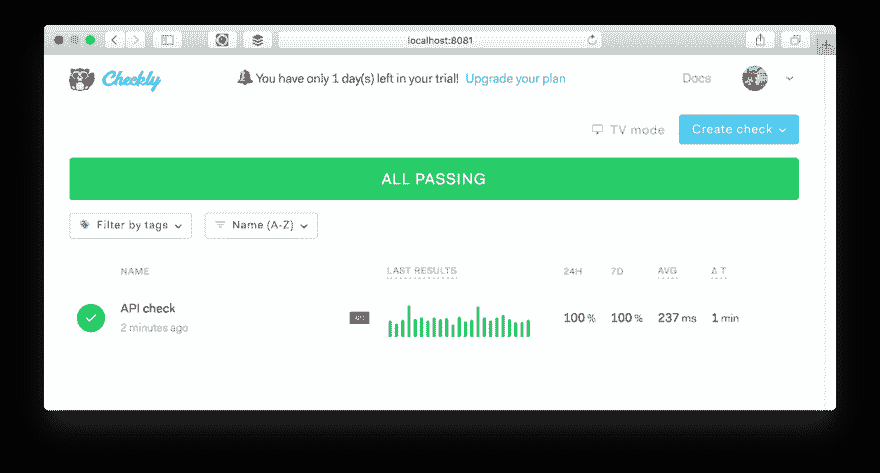 localhost:8081
Checkly
You have only 1 day(s) left in your trial! Upgrade your plan
Docs
TV mode
Create check
ALL PASSING
Filter by tags
Name (A-Z)
NAME
LAST RESULTS
24H
7D
AVG
Δ T
API check
100 %
100 %
237 ms
1 min
2 minutes ago